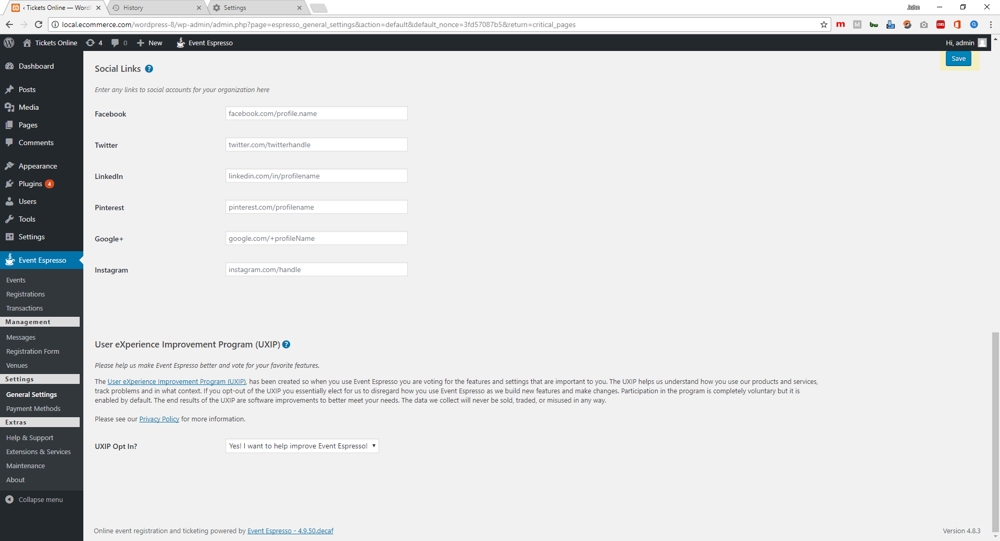 ‹ Tickets Online — Word
History
Settings
John
local.ecommerce.com/wordpress-8/wp-admin/admin.php?page=espresso_general_settings&action=default&default_nonce=3fd57087b5&return=critical_pages
m
M
bw
CORS
Tickets Online
4
0
New
Event Espresso
Hi, admin
Dashboard
Posts
Media
Pages
Comments
Appearance
Plugins 4
Users
Tools
Settings
Event Espresso
Events
Registrations
Transactions
Management
Messages
Registration Form
Venues
Settings
General Settings
Payment Methods
Extras
Help & Support
Extensions & Services
Maintenance
About
Collapse menu
Save
Social Links ?
Enter any links to social accounts for your organization here
Facebook
facebook.com/profile.name
Twitter
twitter.com/twitterhandle
LinkedIn
linkedin.com/in/profilename
Pinterest
pinterest.com/profilename
Google+
google.com/+profileName
Instagram
instagram.com/handle
User eXperience Improvement Program (UXIP) ?
Please help us make Event Espresso better and vote for your favorite features.
The User eXperience Improvement Program (UXIP), has been created so when you use Event Espresso you are voting for the features and settings that are important to you. The UXIP helps us understand how you use our products and services,
track problems and in what context. If you opt-out of the UXIP you essentially elect for us to disregard how you use Event Espresso as we build new features and make changes. Participation in the program is completely voluntary but it is
enabled by default. The end results of the UXIP are software improvements to better meet your needs. The data we collect will never be sold, traded, or misused in any way.
Please see our Privacy Policy for more information.
UXIP Opt In?
Yes! I want to help improve Event Espresso!
Online event registration and ticketing powered by Event Espresso - 4.9.50.decaf
Version 4.8.3